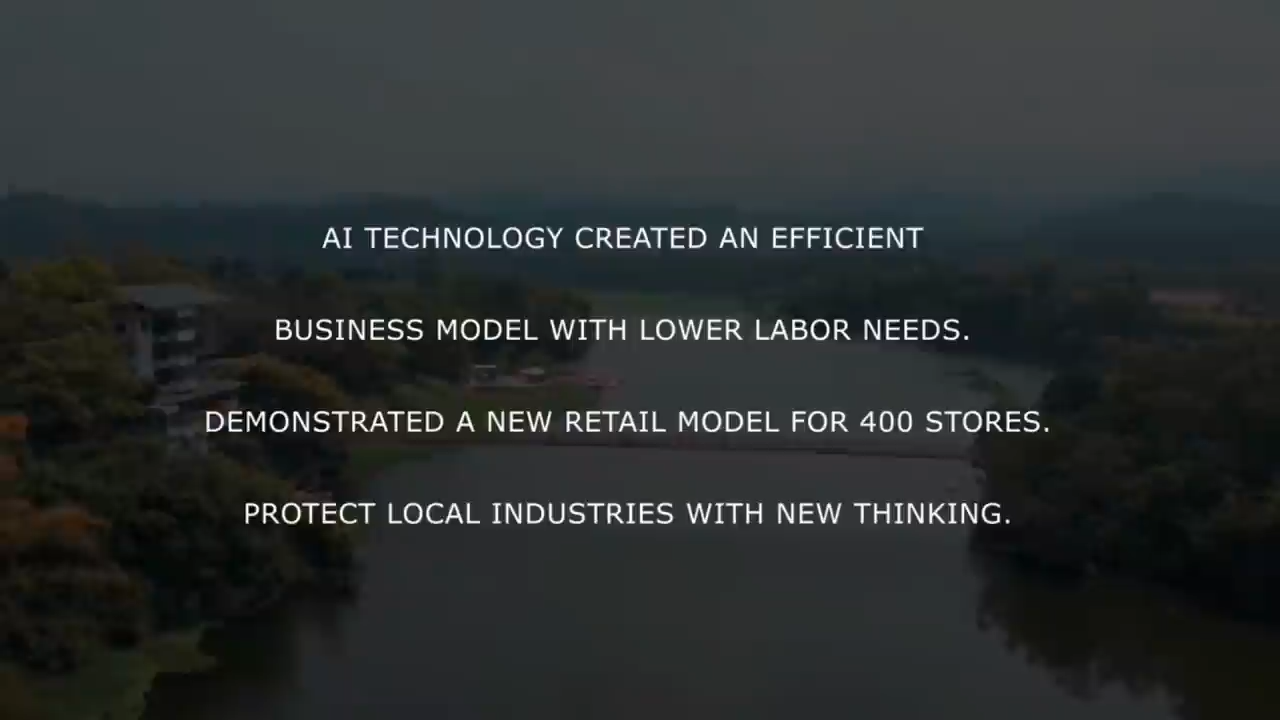 AI TECHNOLOGY CREATED AN EFFICIENT
BUSINESS MODEL WITH LOWER LABOR NEEDS.
DEMONSTRATED A NEW RETAIL MODEL FOR 400 STORES.
PROTECT LOCAL INDUSTRIES WITH NEW THINKING.